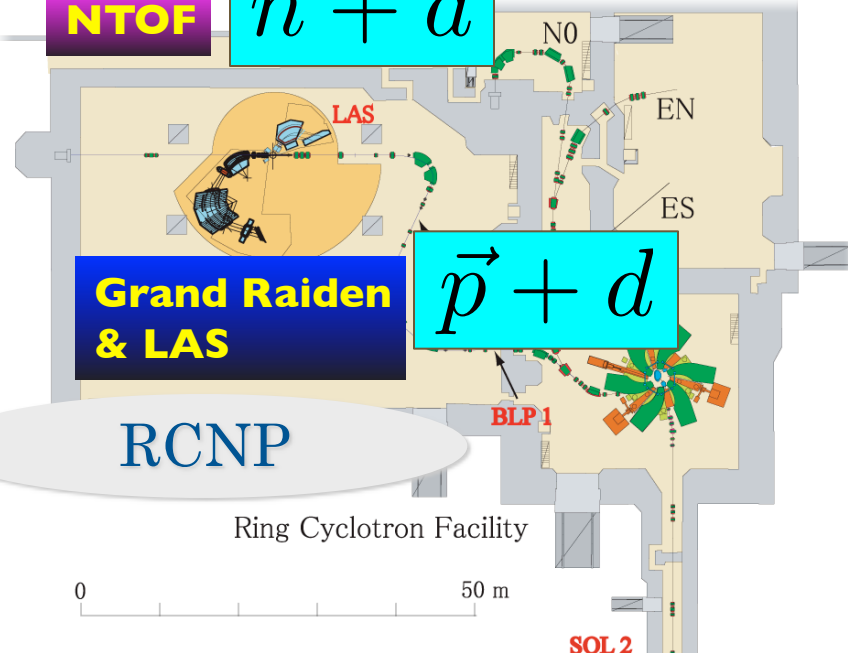 NTOF
n + d
N0
LAS
EN
ES
Grand Raiden
& LAS
p⃗ + d
BLP 1
RCNP
Ring Cyclotron Facility
0
50 m
SOL 2